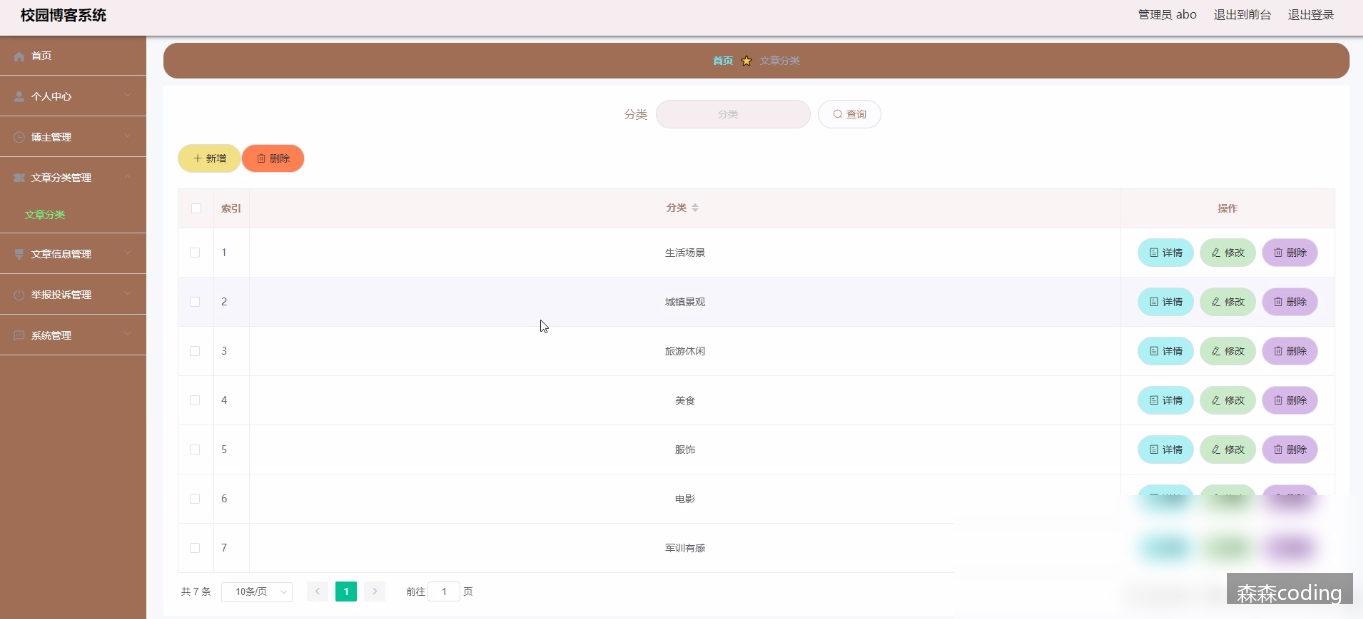 校园博客系统
管理员 abo 退出到前台 退出登录
首页
个人中心
博主管理
文章分类管理
文章分类
文章信息管理
举报投诉管理
系统管理
首页 文章分类
分类 分类 查询
新增 删除
索引 分类 操作
1 生活场景 详情 修改 删除
2 城镇景观 详情 修改 删除
3 旅游休闲 详情 修改 删除
4 美食 详情 修改 删除
5 服饰 详情 修改 删除
6 电影
7 军训有感
共 7 条 10条/页 1 前往 1 页
森森coding